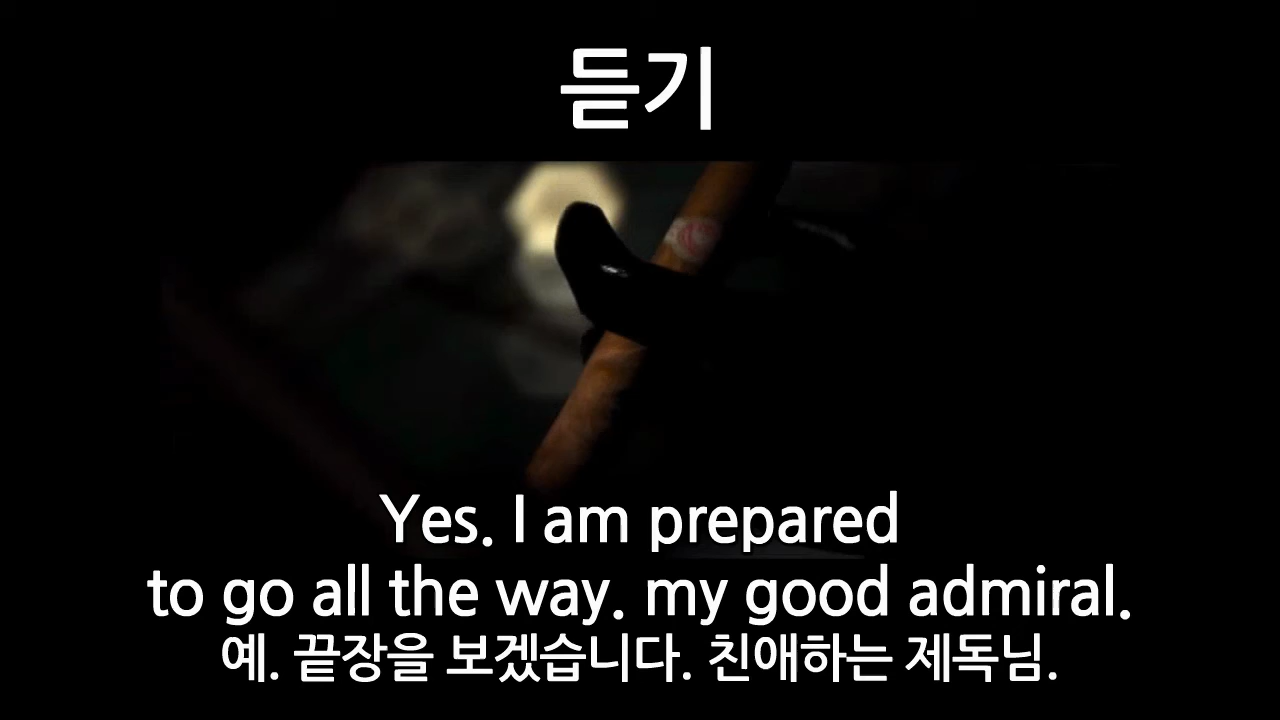 듣기
Yes. I am prepared
to go all the way. my good admiral.
예. 끝장을 보겠습니다. 친애하는 제독님.